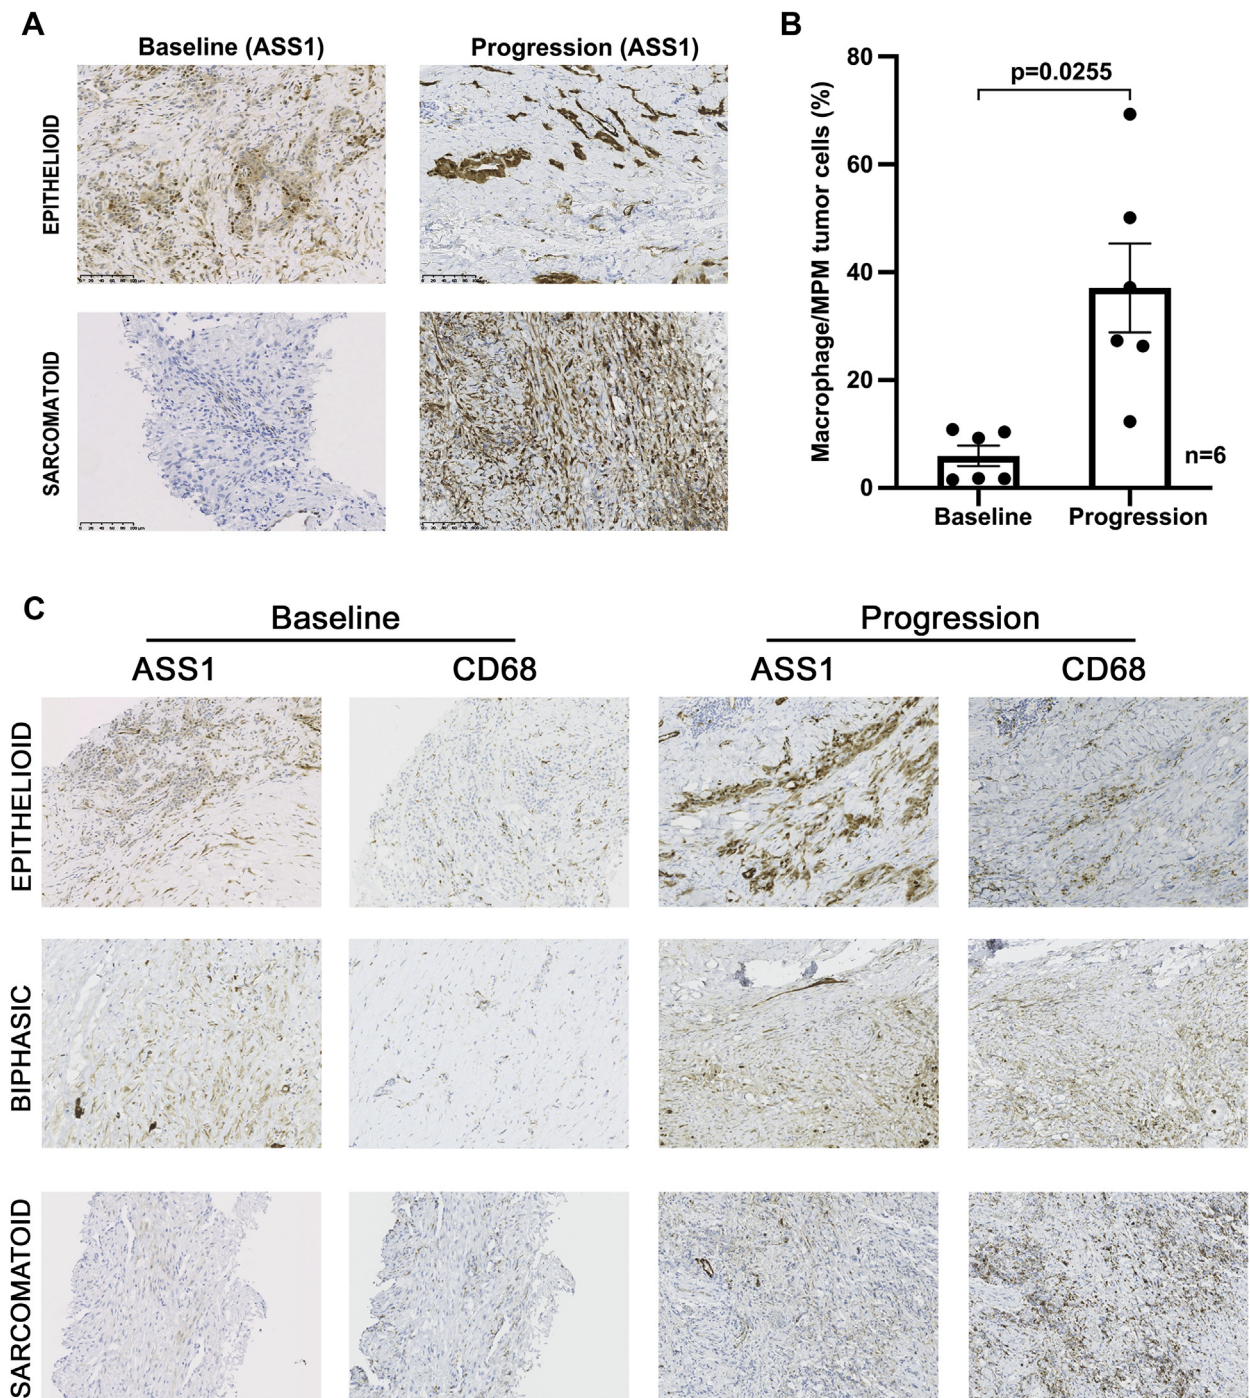 A
Baseline (ASS1)
Progression (ASS1)
EPITHELIOID
SARCOMATOID
B
p=0.0255
Macrophage/MPM tumor cells (%)
80
60
40
20
0
n=6
Baseline
Progression
C
Baseline
Progression
ASS1
CD68
ASS1
CD68
EPITHELIOID
BIPHASIC
SARCOMATOID